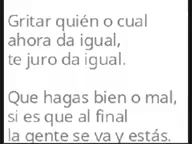 Gritar quién o cual
ahora da igual,
te juro da igual.
Que hagas bien o mal,
si es que al final
la gente se va y estás.